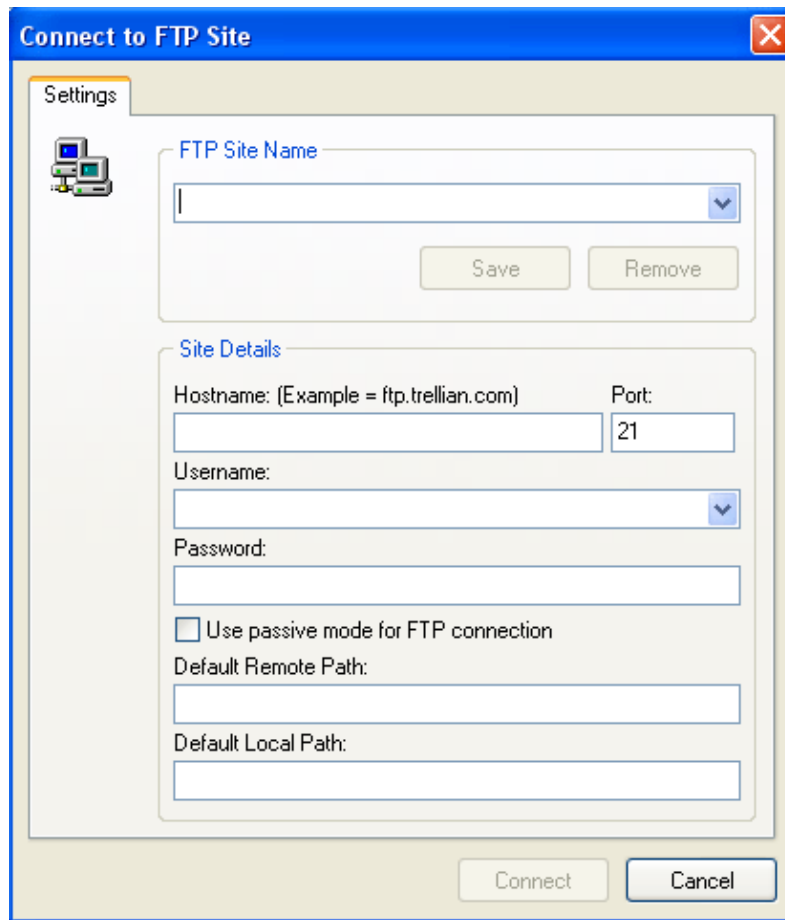 Connect to FTP Site
Settings
FTP Site Name
Save Remove
Site Details
Hostname: (Example = ftp.trellian.com) Port:
21
Username:
Password:
Use passive mode for FTP connection
Default Remote Path:
Default Local Path:
Connect Cancel